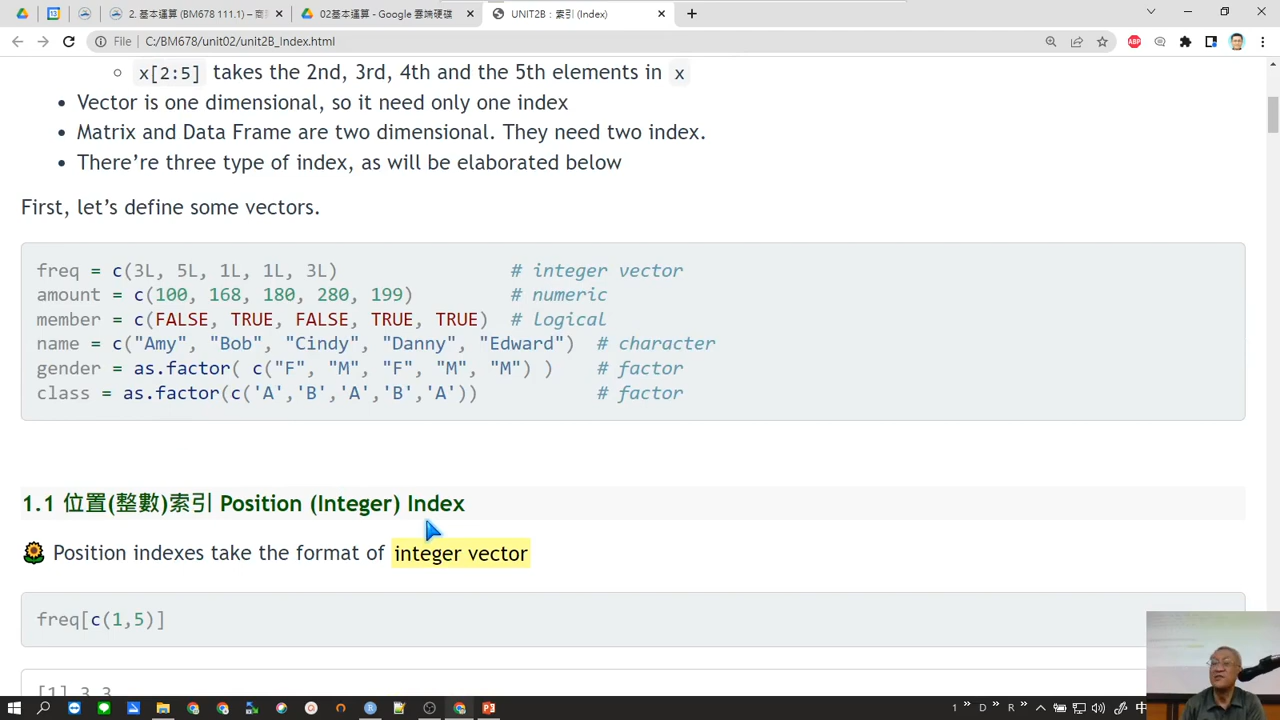 2. 基本運算 (BM678 111.1) – 商
02基本運算 - Google 雲端硬碟
UNIT2B：索引 (Index)
File
C:/BM678/unit02/unit2B_Index.html
x[2:5] takes the 2nd, 3rd, 4th and the 5th elements in x
Vector is one dimensional, so it need only one index
Matrix and Data Frame are two dimensional. They need two index.
There’re three type of index, as will be elaborated below
First, let’s define some vectors.
freq = c(3L, 5L, 1L, 1L, 3L) # integer vector
amount = c(100, 168, 180, 280, 199) # numeric
member = c(FALSE, TRUE, FALSE, TRUE, TRUE) # logical
name = c("Amy", "Bob", "Cindy", "Danny", "Edward") # character
gender = as.factor( c("F", "M", "F", "M", "M") ) # factor
class = as.factor(c('A','B','A','B','A')) # factor
1.1 位置(整數)索引 Position (Integer) Index
Position indexes take the format of integer vector
freq[c(1,5)]
[1] 3 3
1 » D » R » 中